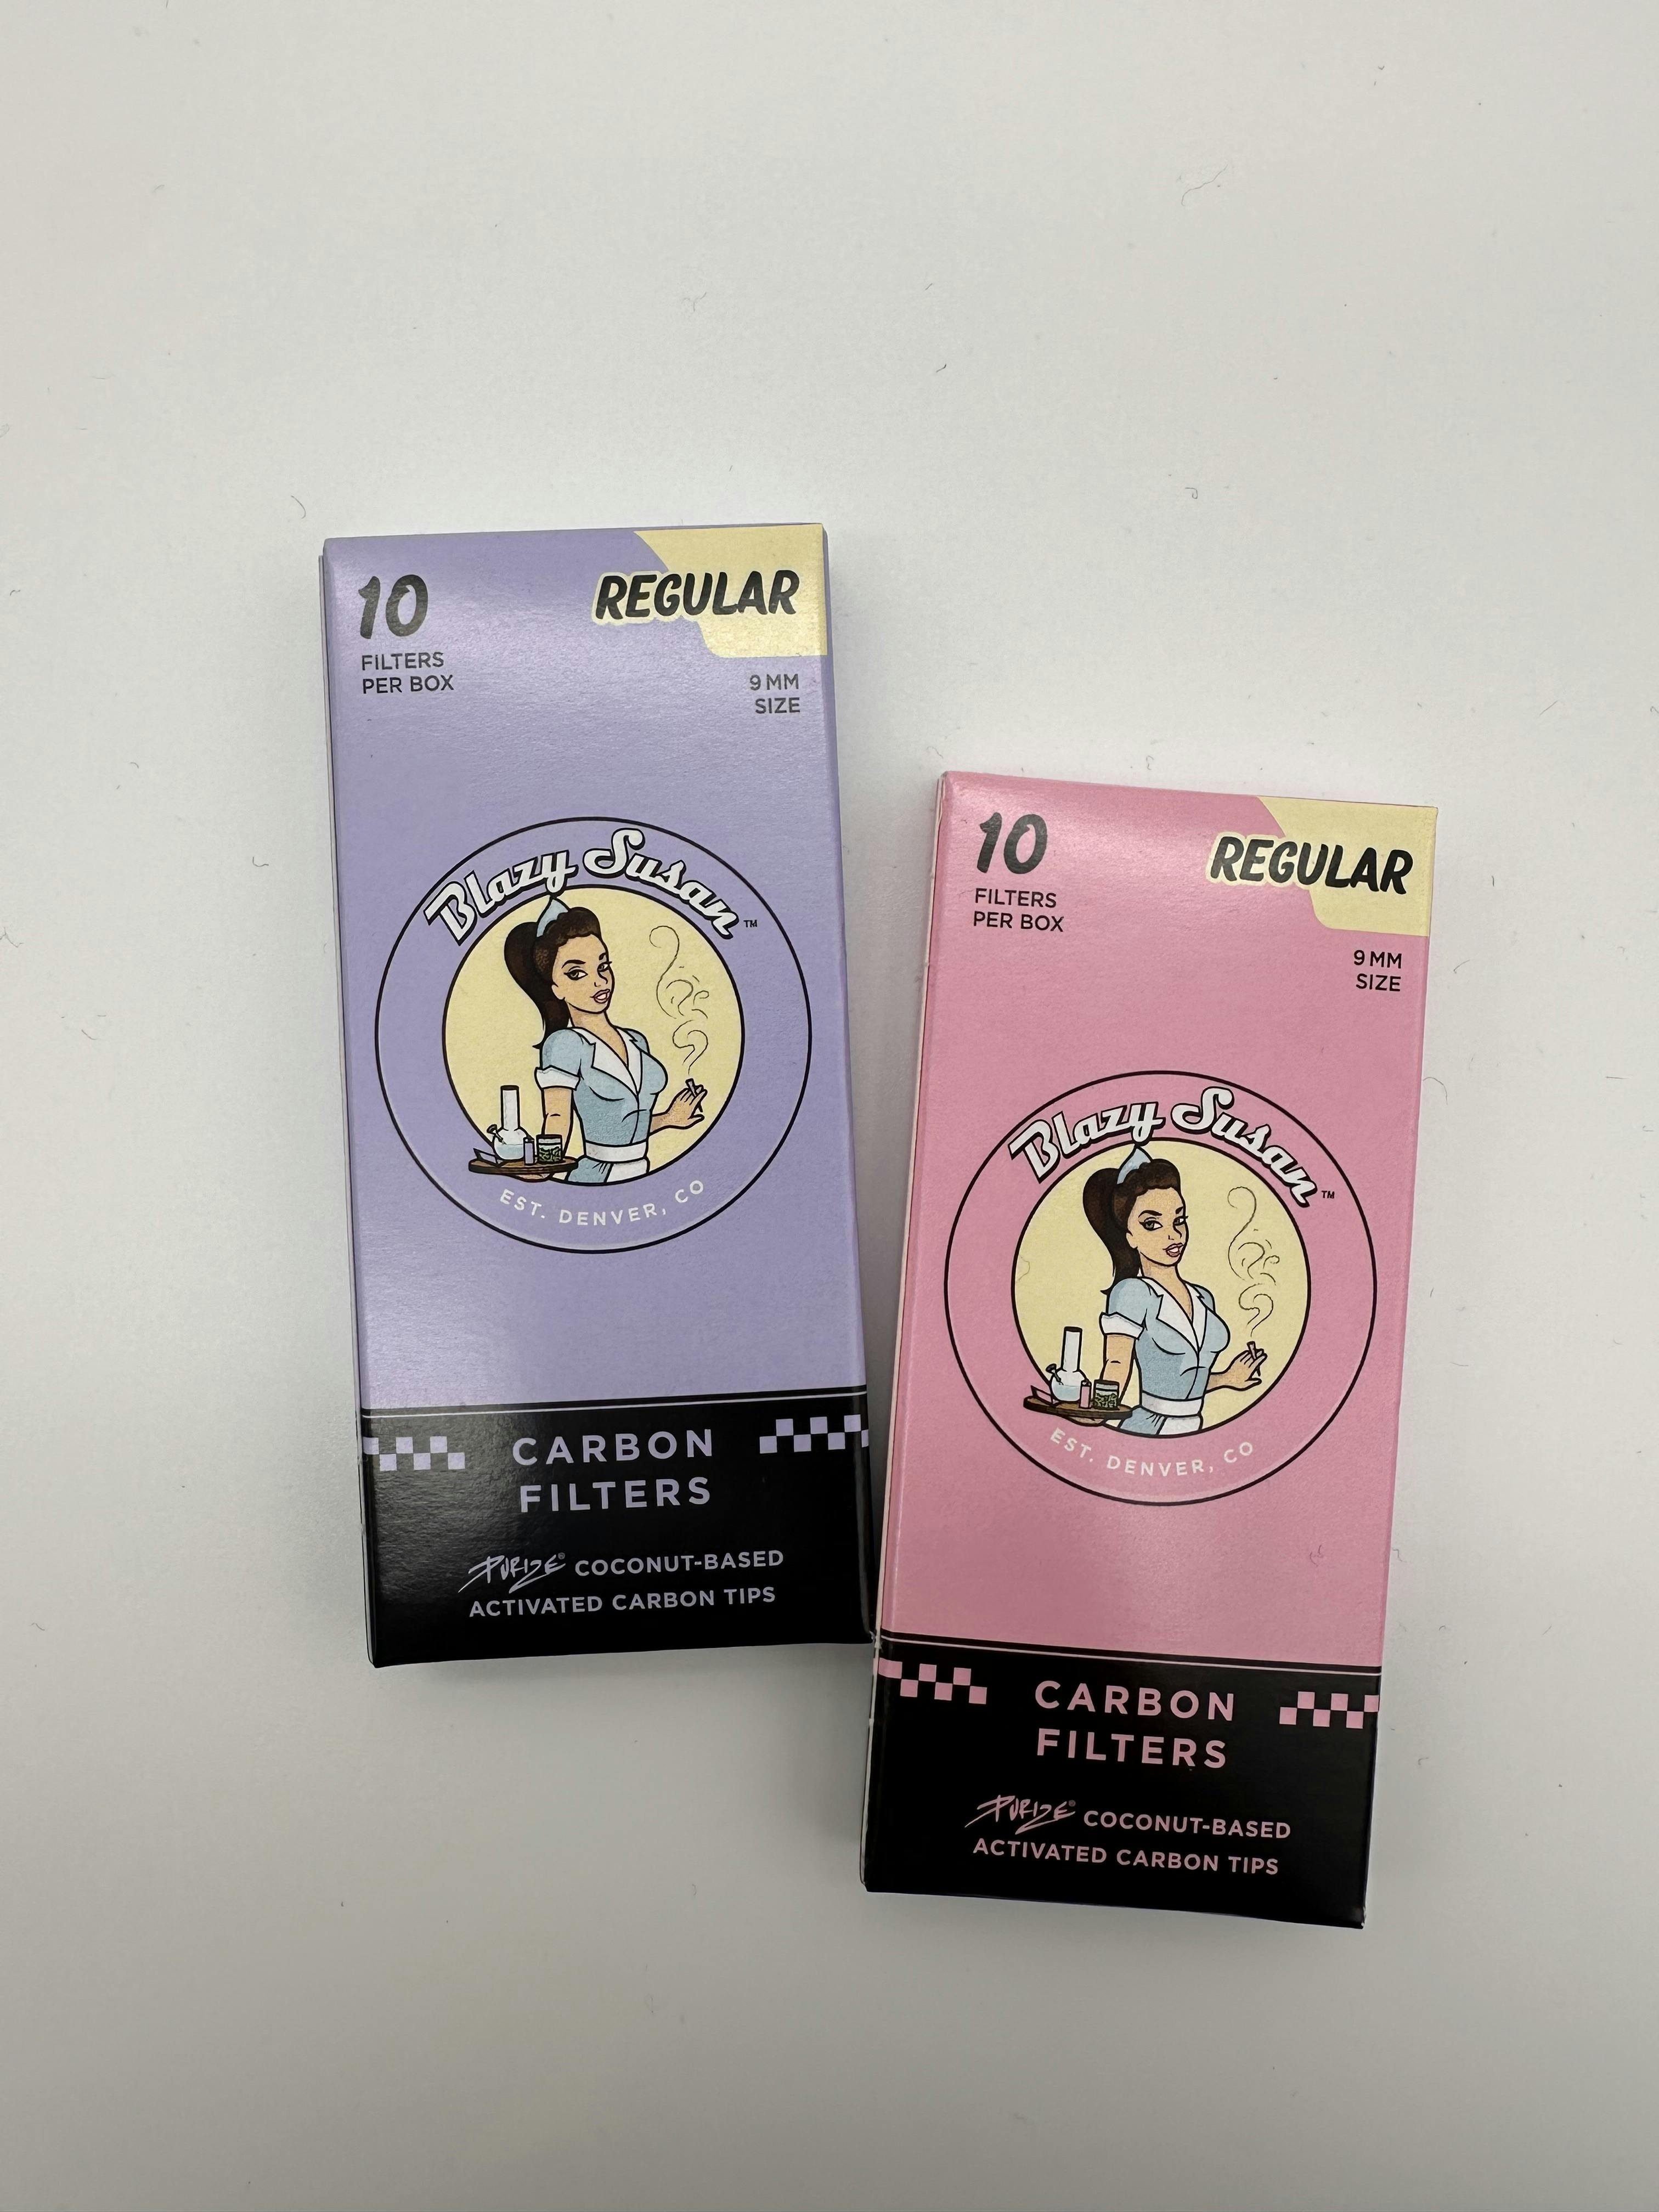 10
FILTERS
PER BOX
REGULAR
9 MM
SIZE
Blazy Susan™
EST. DENVER, CO
CARBON
FILTERS
PURIZE® COCONUT-BASED
ACTIVATED CARBON TIPS
10
FILTERS
PER BOX
REGULAR
9 MM
SIZE
Blazy Susan™
EST. DENVER, CO
CARBON
FILTERS
PURIZE® COCONUT-BASED
ACTIVATED CARBON TIPS